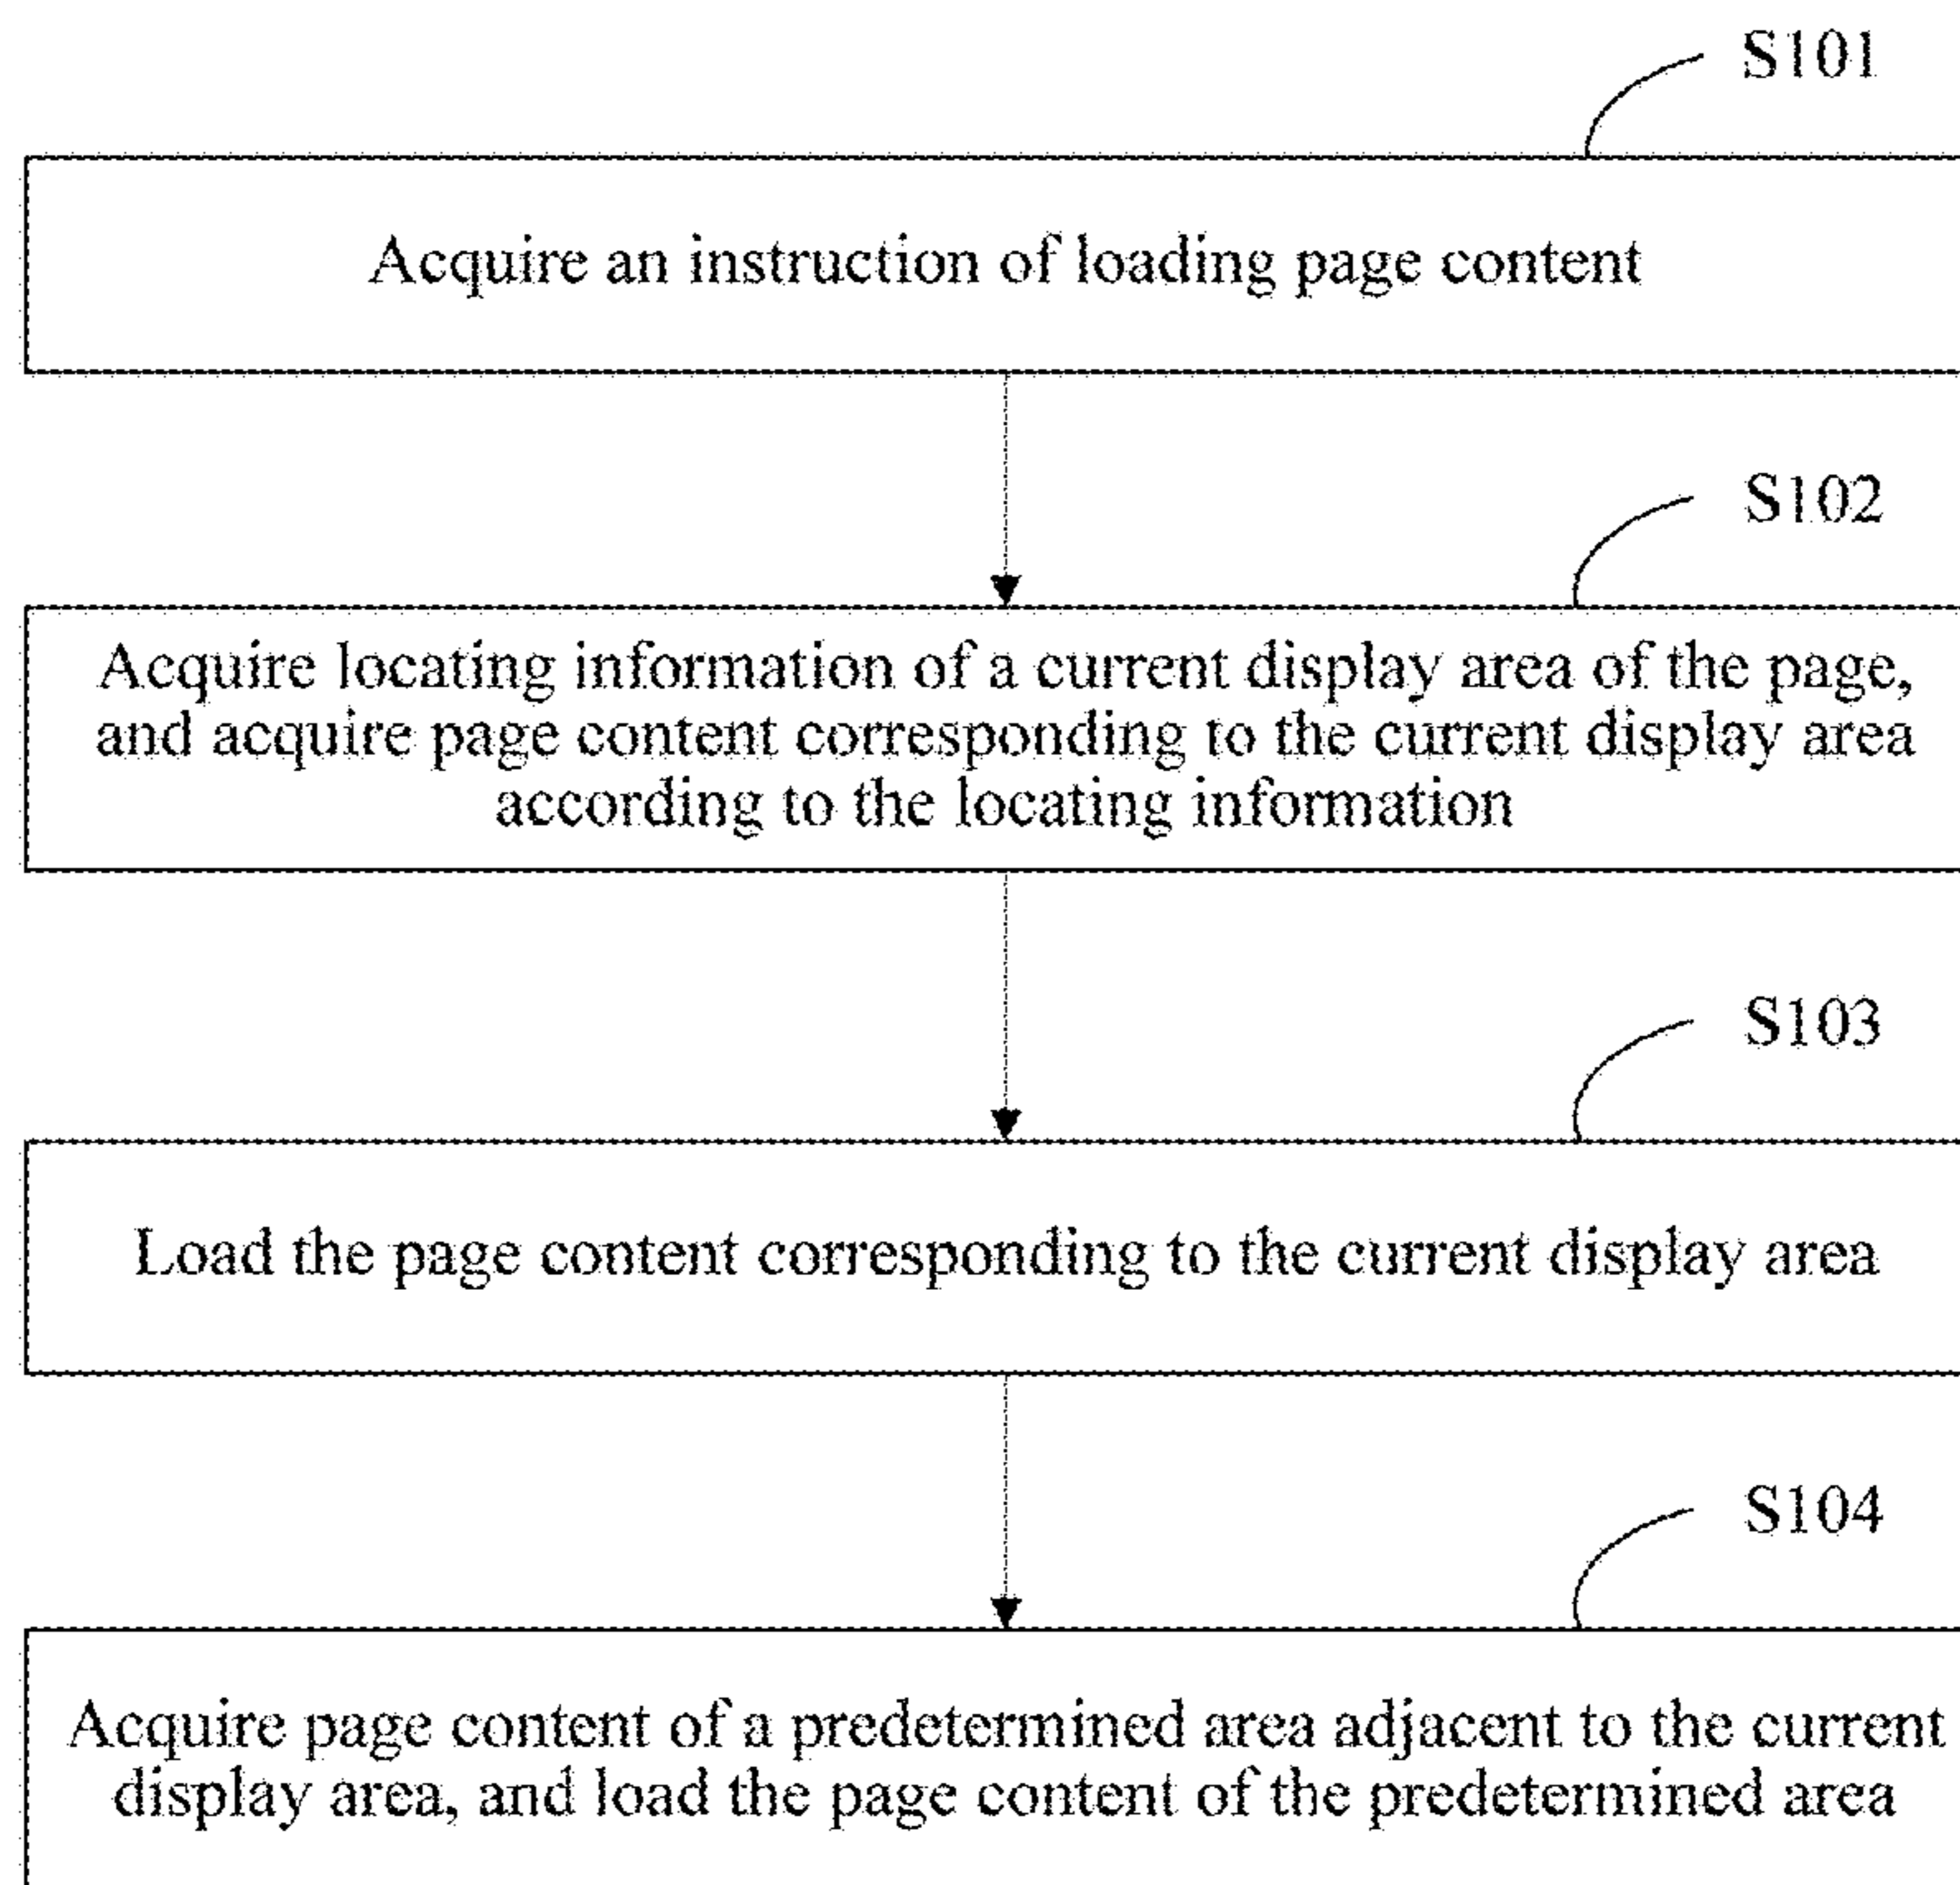 S101
Acquire an instruction of loading page content
S102
Acquire locating information of a current display area of the page,
and acquire page content corresponding to the current display area
according to the locating information
S103
Load the page content corresponding to the current display area
S104
Acquire page content of a predetermined area adjacent to the current
display area, and load the page content of the predetermined area